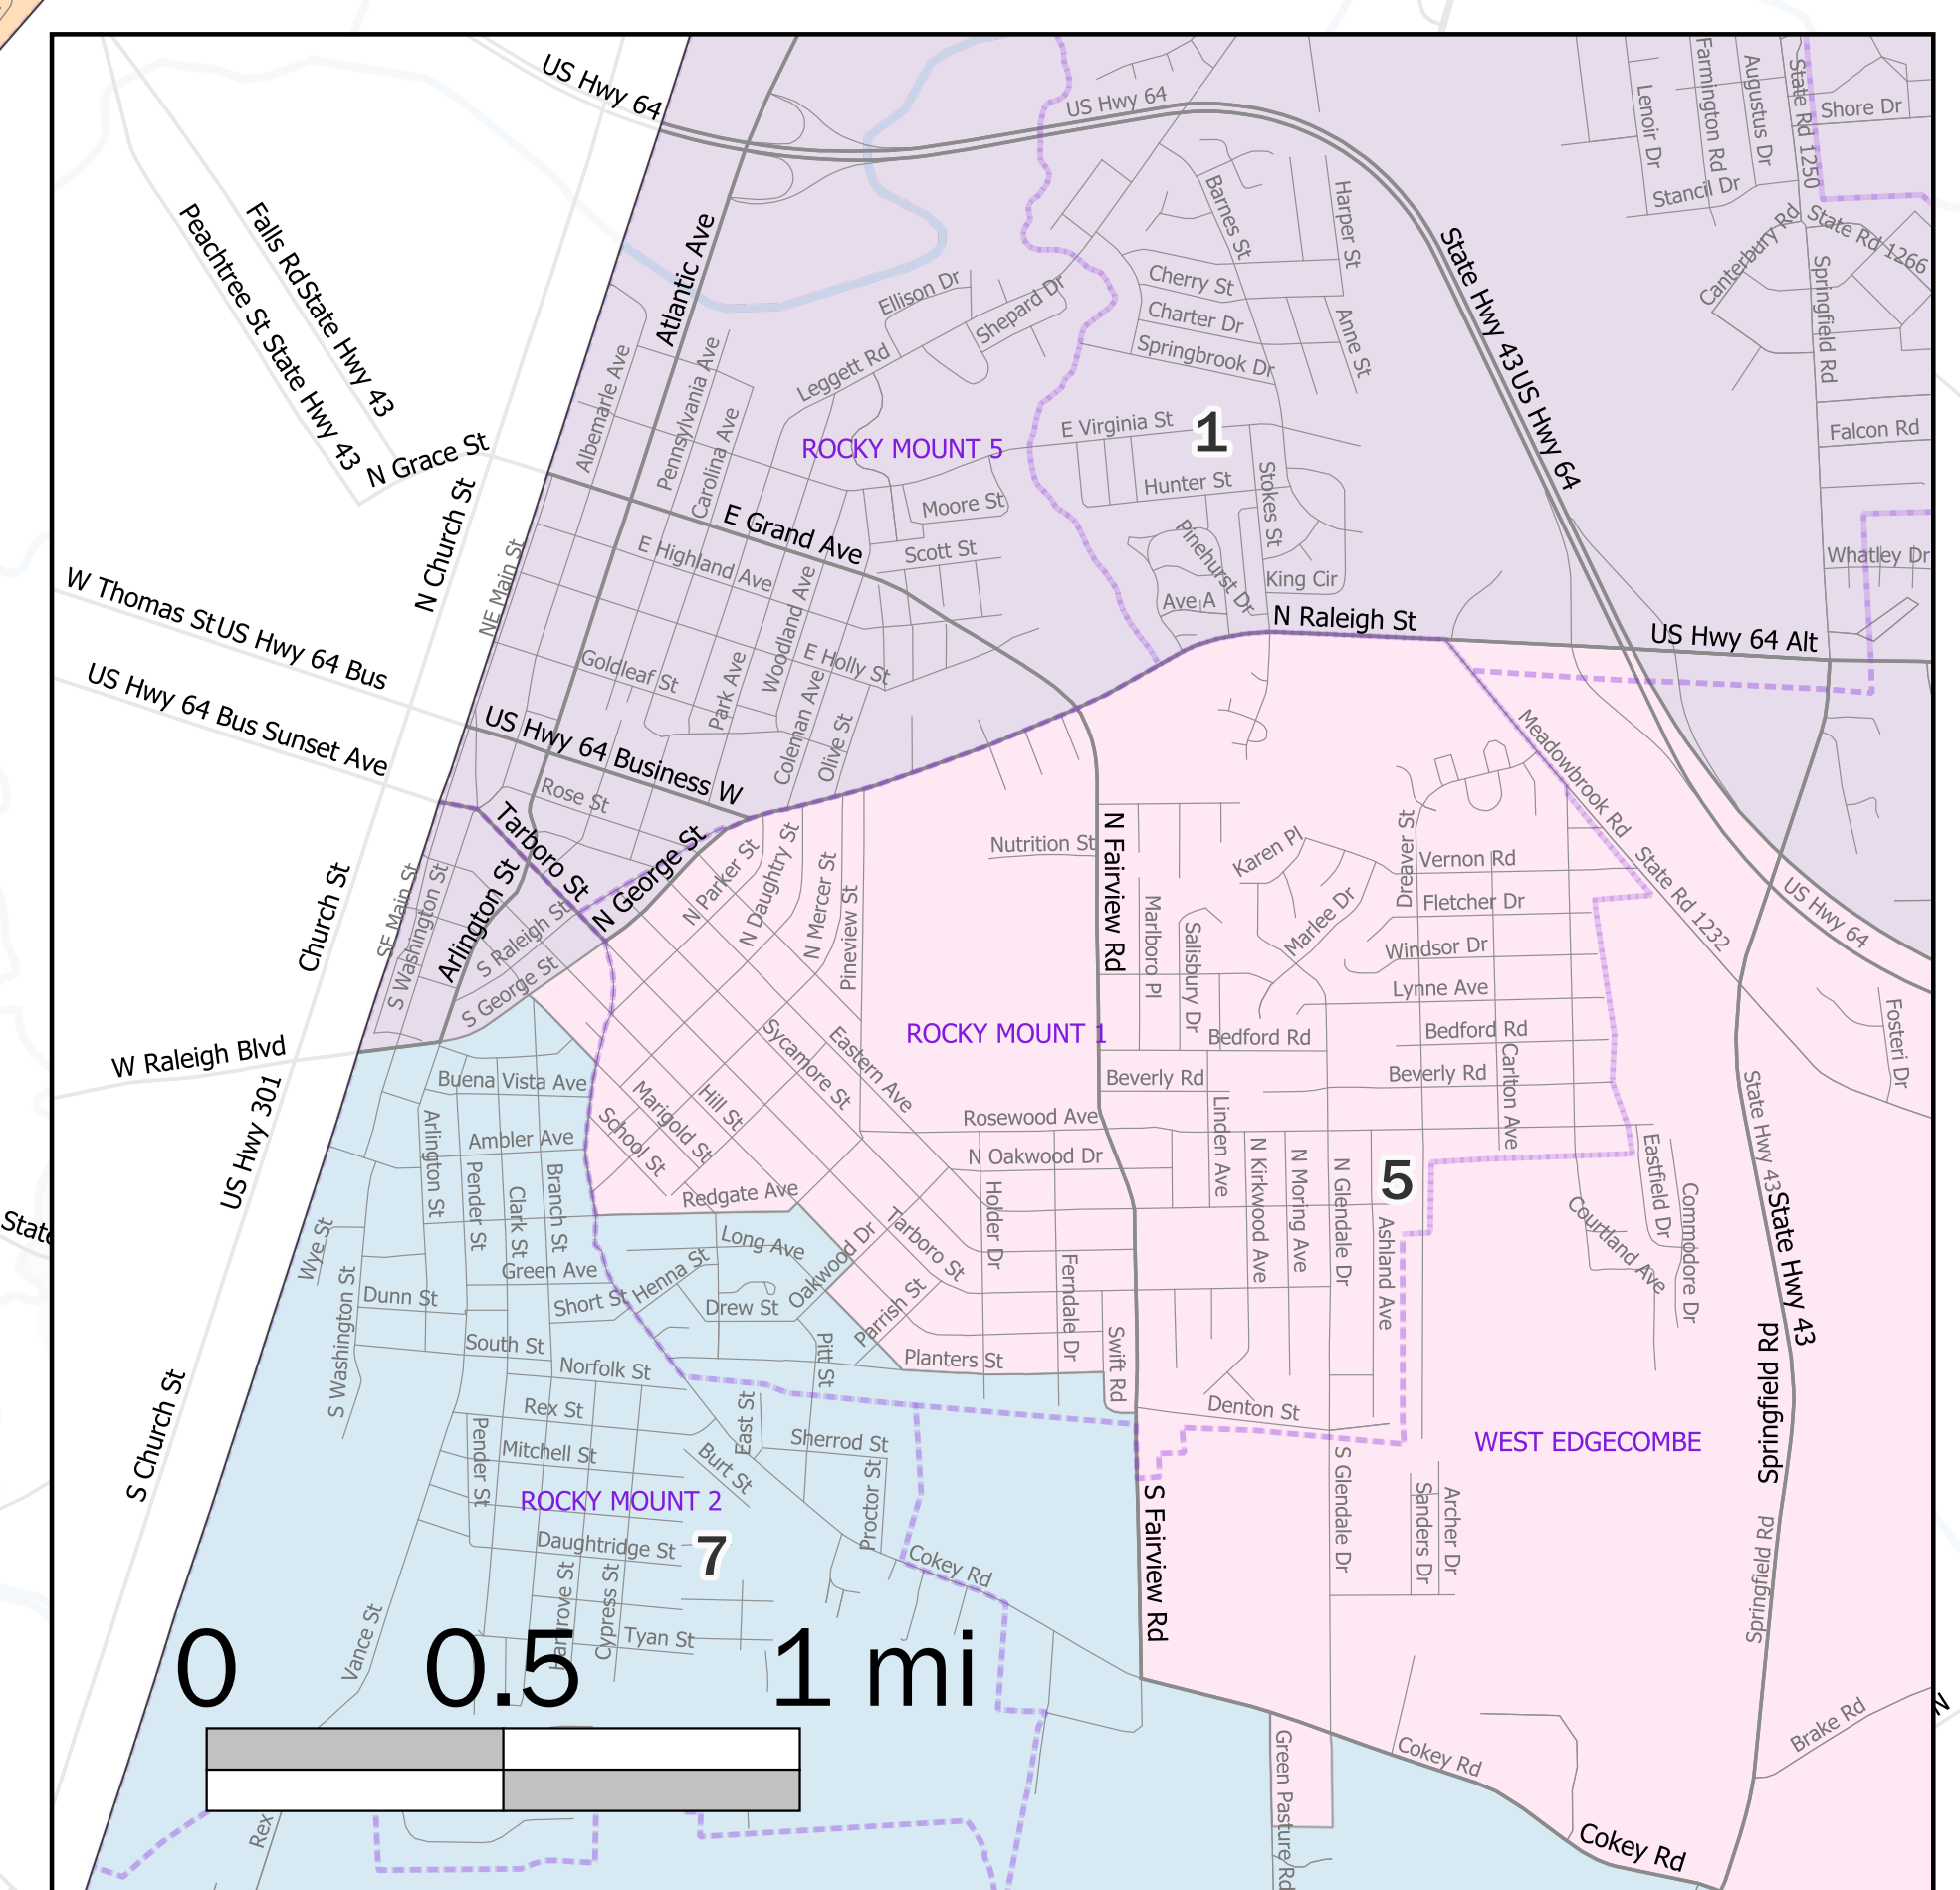 US Hwy 64
US Hwy 64
Atlantic Ave
Falls Rd
State Hwy 43
Peachtree St
State Hwy 43
N Grace St
N Church St
NE Main St
W Thomas St
US Hwy 64 Bus
US Hwy 64 Bus
Sunset Ave
Church St
W Raleigh Blvd
US Hwy 301
S Church St
State
Albemarle Ave
Pennsylvania Ave
Carolina Ave
Ellison Dr
Shepard Dr
Leggett Rd
ROCKY MOUNT 5
Moore St
Scott St
E Grand Ave
E Highland Ave
Woodland Ave
E Holly St
Goldleaf St
Park Ave
Coleman Ave
Olive St
US Hwy 64 Business W
Rose St
Tarboro St
N George St
Arlington St
SE Main St
S Washington St
S Raleigh St
S George St
Barnes St
Harper St
Cherry St
Charter Dr
Springbrook Dr
Anne St
E Virginia St
1
Hunter St
Stokes St
Pinehurst Dr
King Cir
Ave A
N Raleigh St
State Hwy 43
US Hwy 64
Lenoir Dr
Farmington Rd
Augustus Dr
State Rd 1250
Shore Dr
Stancil Dr
Canterbury Rd
State Rd 1266
Springfield Rd
Falcon Rd
Whatley Dr
US Hwy 64 Alt
Meadowbrook Rd
State Rd 1232
US Hwy 64
Fosteri Dr
N Parker St
N Daughtry St
N Mercer St
Pineview St
Nutrition St
N Fairview Rd
Marlboro Pl
Salisbury Dr
Karen Pl
Marlee Dr
Deaver St
Vernon Rd
Fletcher Dr
Windsor Dr
Lynne Ave
Bedford Rd
Bedford Rd
Beverly Rd
Beverly Rd
Carlton Ave
ROCKY MOUNT 1
Sycamore St
Eastern Ave
Hill St
Marigold St
School St
Redgate Ave
Rosewood Ave
N Oakwood Dr
Holder Dr
Ferndale Dr
Linden Ave
N Kirkwood Ave
N Moring Ave
N Glendale Dr
5
Ashland Ave
Eastfield Dr
Commodore Dr
Courtland Ave
State Hwy 43
State Hwy 43
Springfield Rd
Springfield Rd
Buena Vista Ave
Ambler Ave
Arlington St
Pender St
Clark St
Branch St
Green Ave
Wye St
S Washington St
Dunn St
Short St
Henna St
Long Ave
Drew St
Oakwood Dr
Tarboro St
Parrish St
Pitt St
Planters St
Swift Rd
South St
Norfolk St
Rex St
Mitchell St
Pender St
East St
Sherrod St
Burt St
Proctor St
ROCKY MOUNT 2
7
Daughtridge St
Cypress St
Tyan St
Vance St
Cokey Rd
Denton St
WEST EDGECOMBE
S Glendale Dr
Sanders Dr
Archer Dr
S Fairview Rd
Green Pasture Rd
Cokey Rd
Cokey Rd
Brake Rd
Rex
N
0 0.5 1 mi